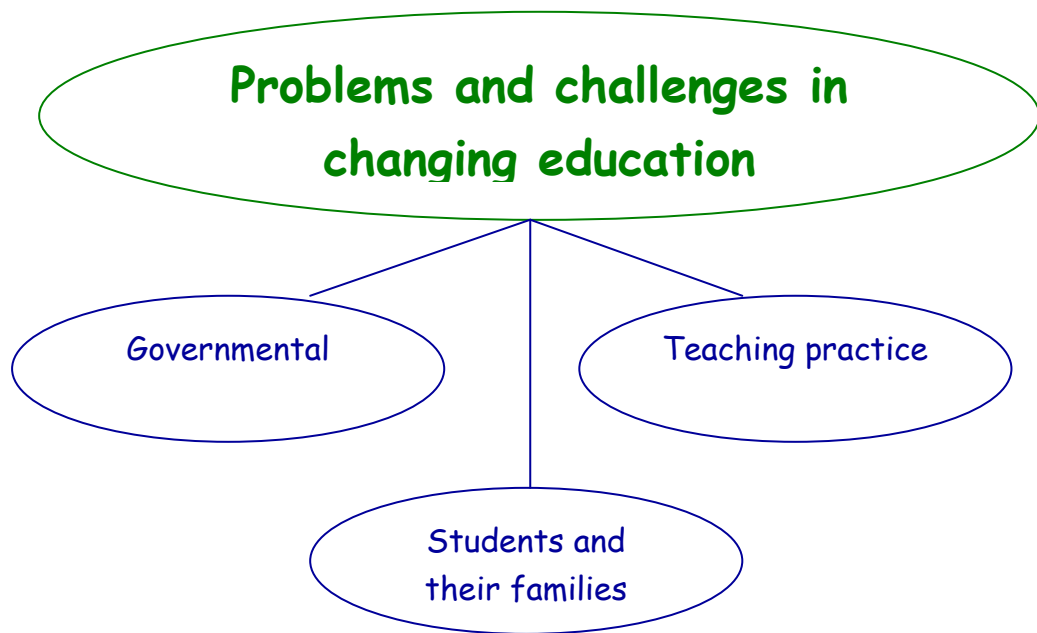 Problems and challenges in
changing education
Governmental
Teaching practice
Students and
their families